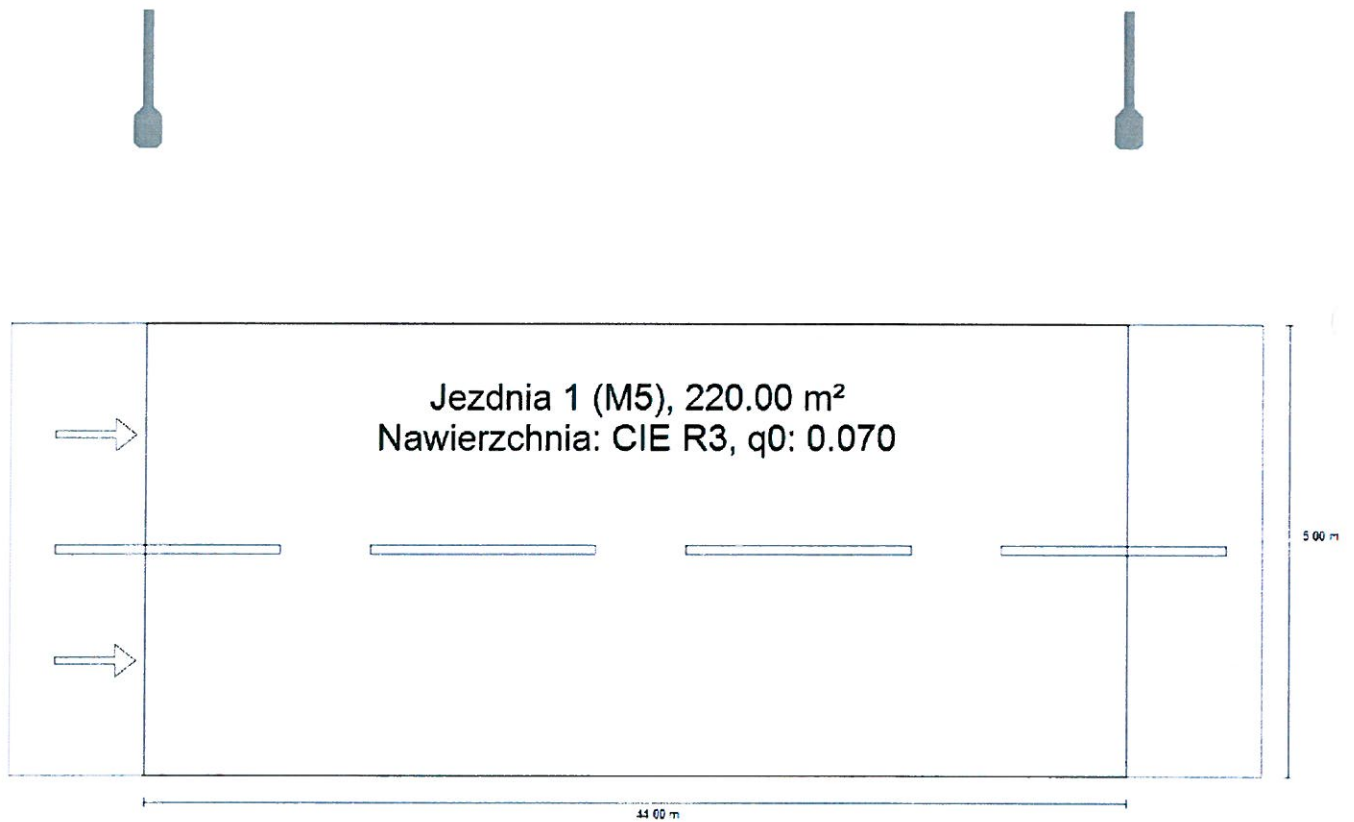 Jezdnia 1 (M5), 220.00 m²
Nawierzchnia: CIE R3, q0: 0.070
5.00 m
44.00 m